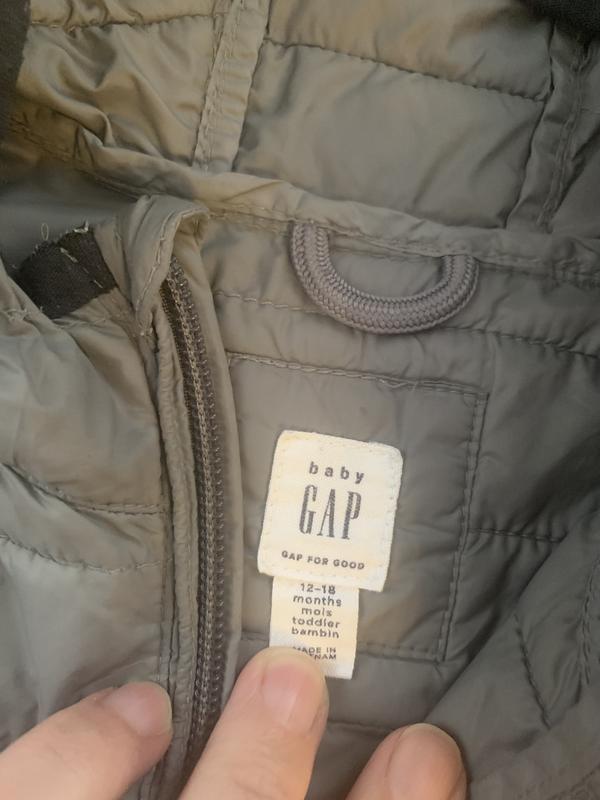 baby
GAP
GAP FOR GOOD
12-18
months
mois
toddler
bambin
MADE IN